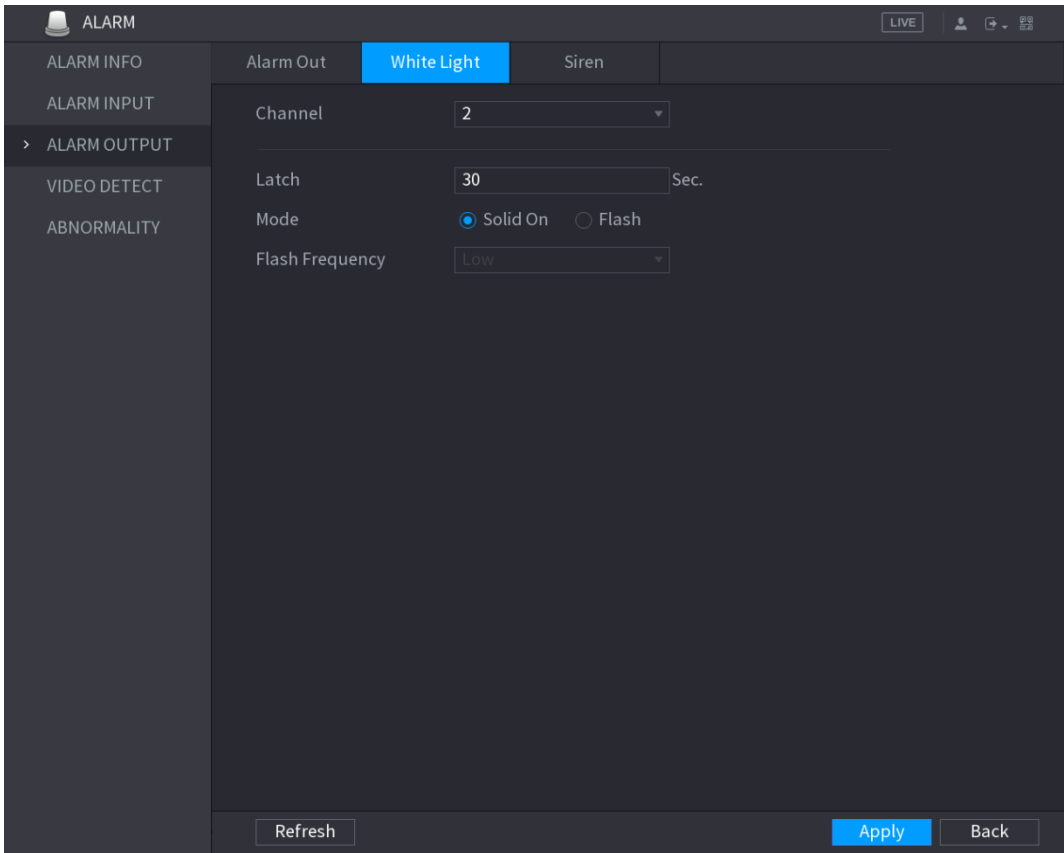 ALARM
LIVE
ALARM INFO
ALARM INPUT
> ALARM OUTPUT
VIDEO DETECT
ABNORMALITY
Alarm Out White Light Siren
Channel 2
Latch 30 Sec.
Mode Solid On Flash
Flash Frequency Low
Refresh Apply Back